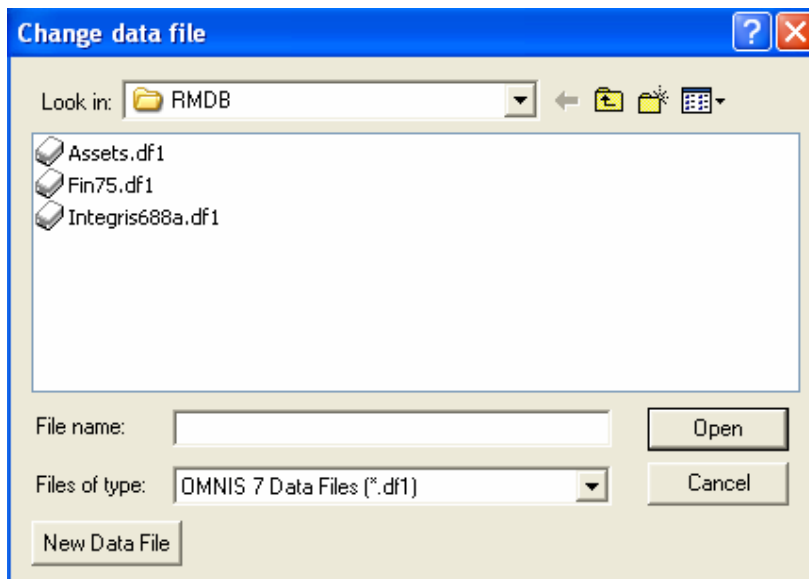 Change data file
Look in: RMDB
Assets.df1
Fin75.df1
Integris688a.df1
File name: Open
Files of type: OMNIS 7 Data Files (*.df1) Cancel
New Data File